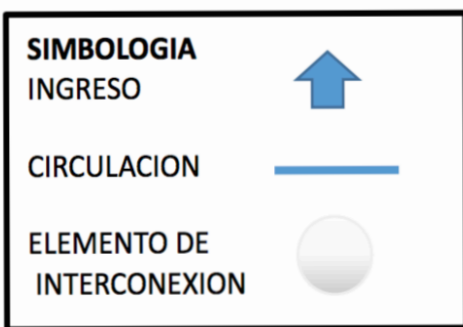 SIMBOLOGIA
INGRESO
CIRCULACION
ELEMENTO DE
INTERCONEXION